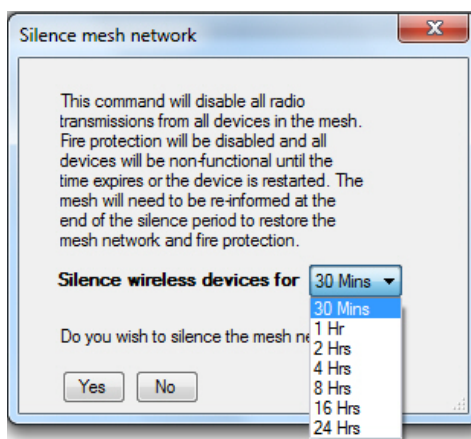 Silence mesh network
This command will disable all radio
transmissions from all devices in the mesh.
Fire protection will be disabled and all
devices will be non-functional until the
time expires or the device is restarted. The
mesh will need to be re-informed at the
end of the silence period to restore the
mesh network and fire protection.
Silence wireless devices for 30 Mins
30 Mins
1 Hr
2 Hrs
4 Hrs
8 Hrs
16 Hrs
24 Hrs
Do you wish to silence the mesh
Yes No